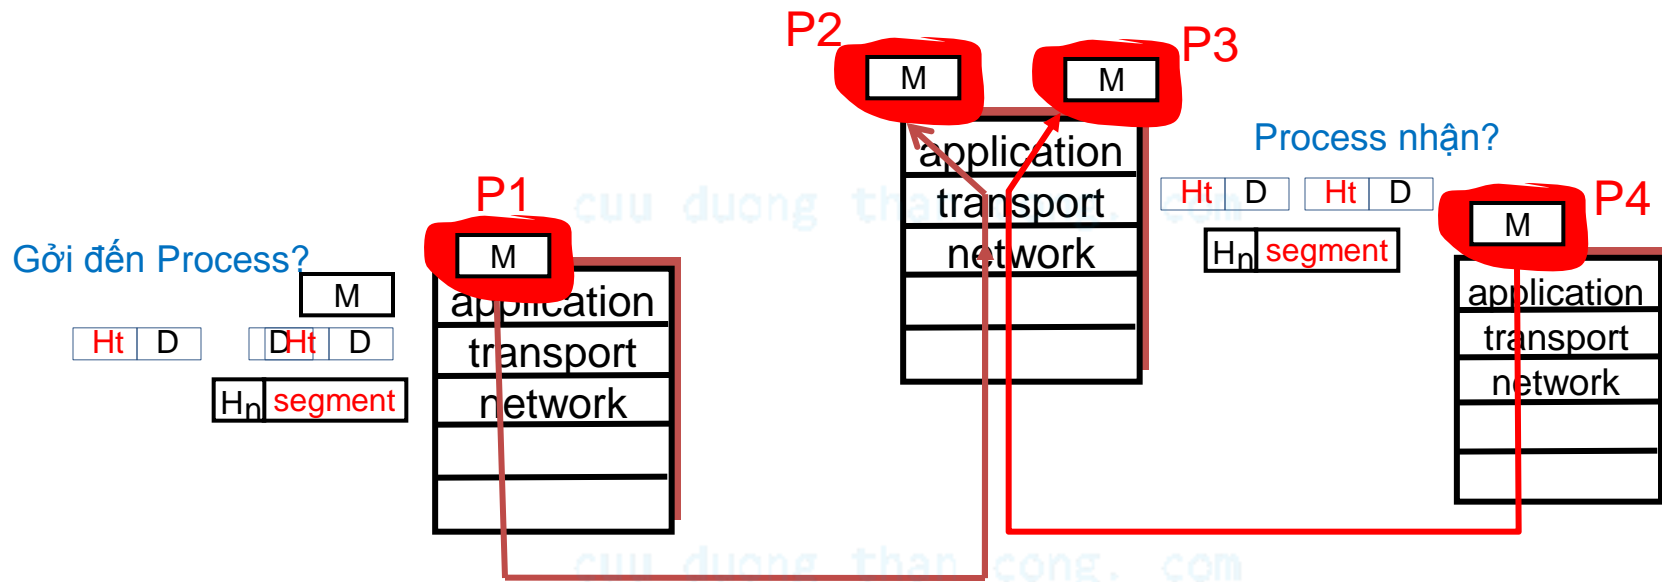 P2
M
M
P3
application
transport
network
Process nhận?
Ht D Ht D
Hn segment
P4
M
application
transport
network
P1
M
Gởi đến Process?
M
Ht D D Ht D
Hn segment
application
transport
network
cuu duong than cong. com
cuu duong than cong. com